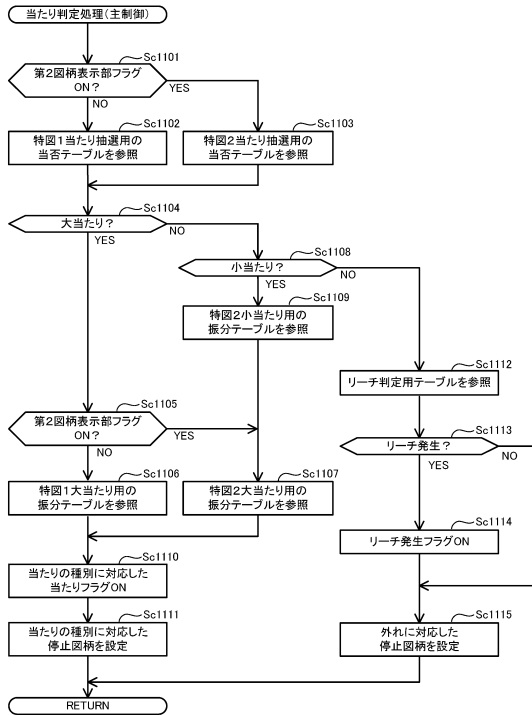 当たり判定処理(主制御)
Sc1101
第2図柄表示部フラグ
ON?
YES
NO
Sc1102
特図1当たり抽選用の
当否テーブルを参照
Sc1103
特図2当たり抽選用の
当否テーブルを参照
Sc1104
大当たり?
NO
YES
Sc1108
小当たり?
NO
YES
Sc1109
特図2小当たり用の
振分テーブルを参照
Sc1112
リーチ判定用テーブルを参照
Sc1105
第2図柄表示部フラグ
ON?
YES
NO
Sc1113
リーチ発生?
NO
YES
Sc1106
特図1大当たり用の
振分テーブルを参照
Sc1107
特図2大当たり用の
振分テーブルを参照
Sc1114
リーチ発生フラグON
Sc1110
当たりの種別に対応した
当たりフラグON
Sc1111
当たりの種別に対応した
停止図柄を設定
Sc1115
外れに対応した
停止図柄を設定
RETURN